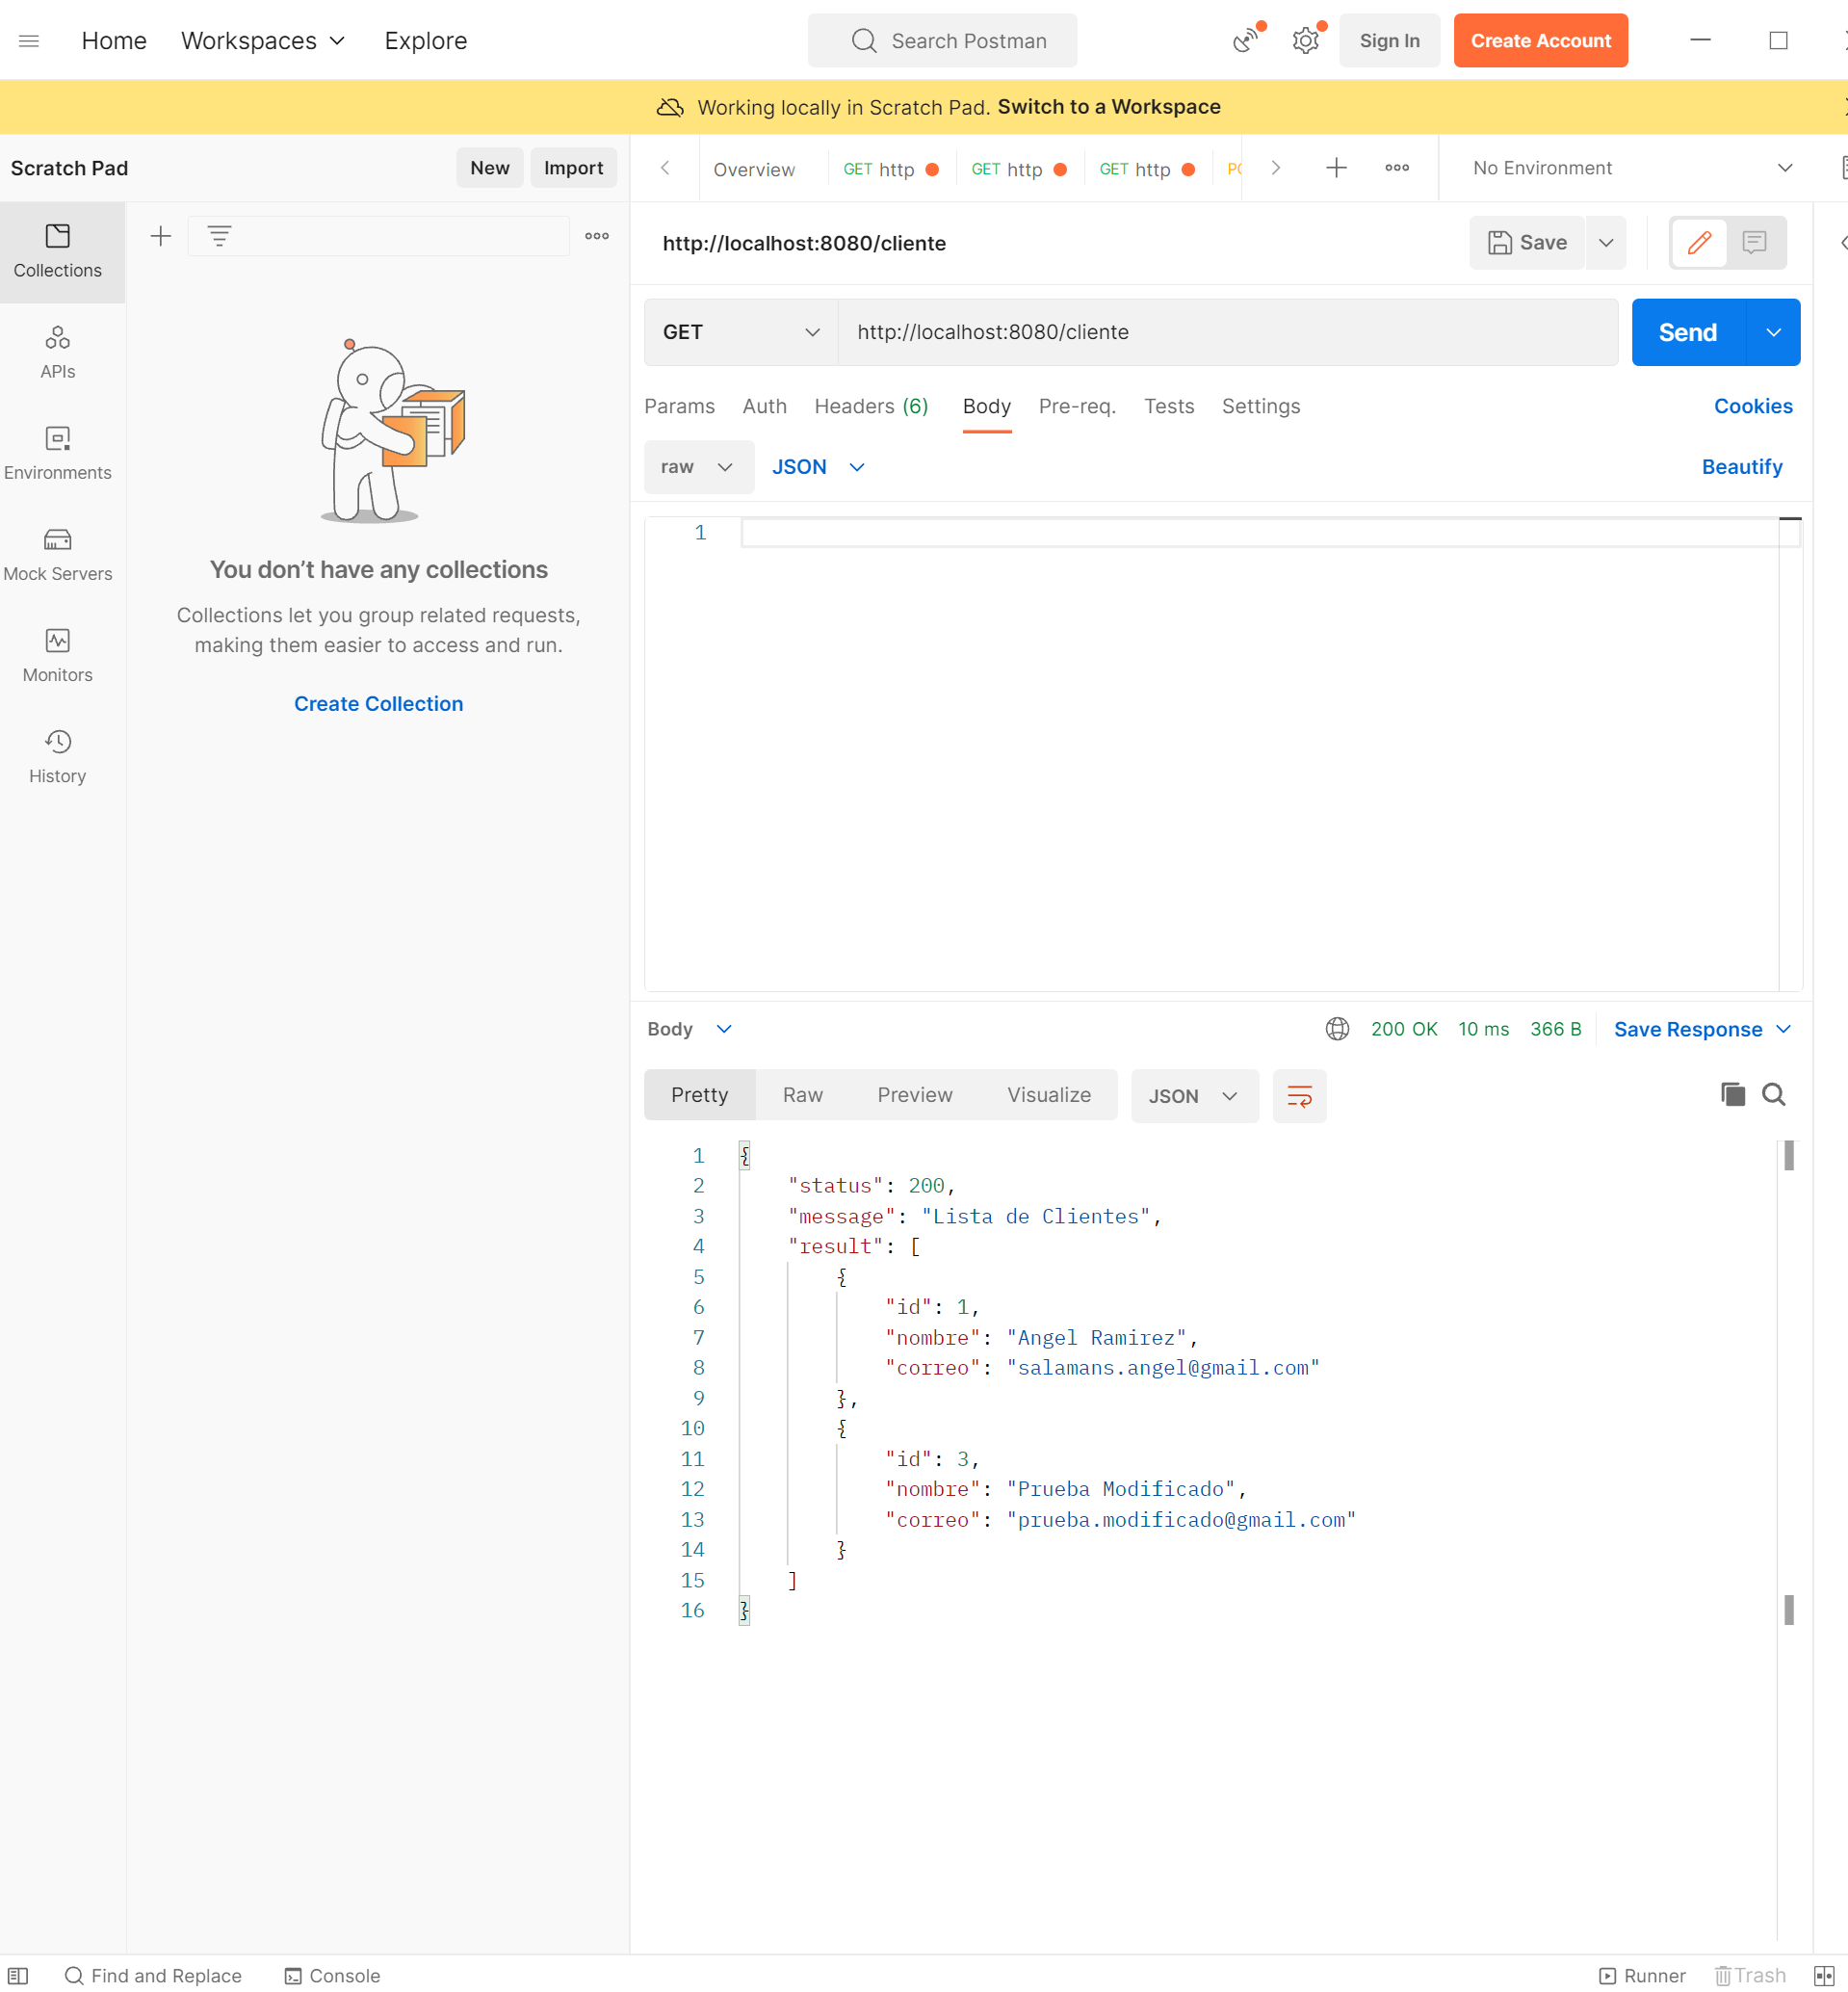 Home Workspaces Explore Search Postman Sign In Create Account
Working locally in Scratch Pad. Switch to a Workspace
Scratch Pad New Import Overview GET http GET http GET http No Environment
Collections
http://localhost:8080/cliente Save
APIs
GET http://localhost:8080/cliente Send
Params Auth Headers (6) Body Pre-req. Tests Settings Cookies
Environments
raw JSON Beautify
1
Mock Servers
You don’t have any collections
Collections let you group related requests,
making them easier to access and run.
Monitors
Create Collection
History
Body 200 OK 10 ms 366 B Save Response
Pretty Raw Preview Visualize JSON
1 {
2 "status": 200,
3 "message": "Lista de Clientes",
4 "result": [
5 {
6 "id": 1,
7 "nombre": "Angel Ramirez",
8 "correo": "salamans.angel@gmail.com"
9 },
10 {
11 "id": 3,
12 "nombre": "Prueba Modificado",
13 "correo": "prueba.modificado@gmail.com"
14 }
15 ]
16 }
Find and Replace Console Runner Trash